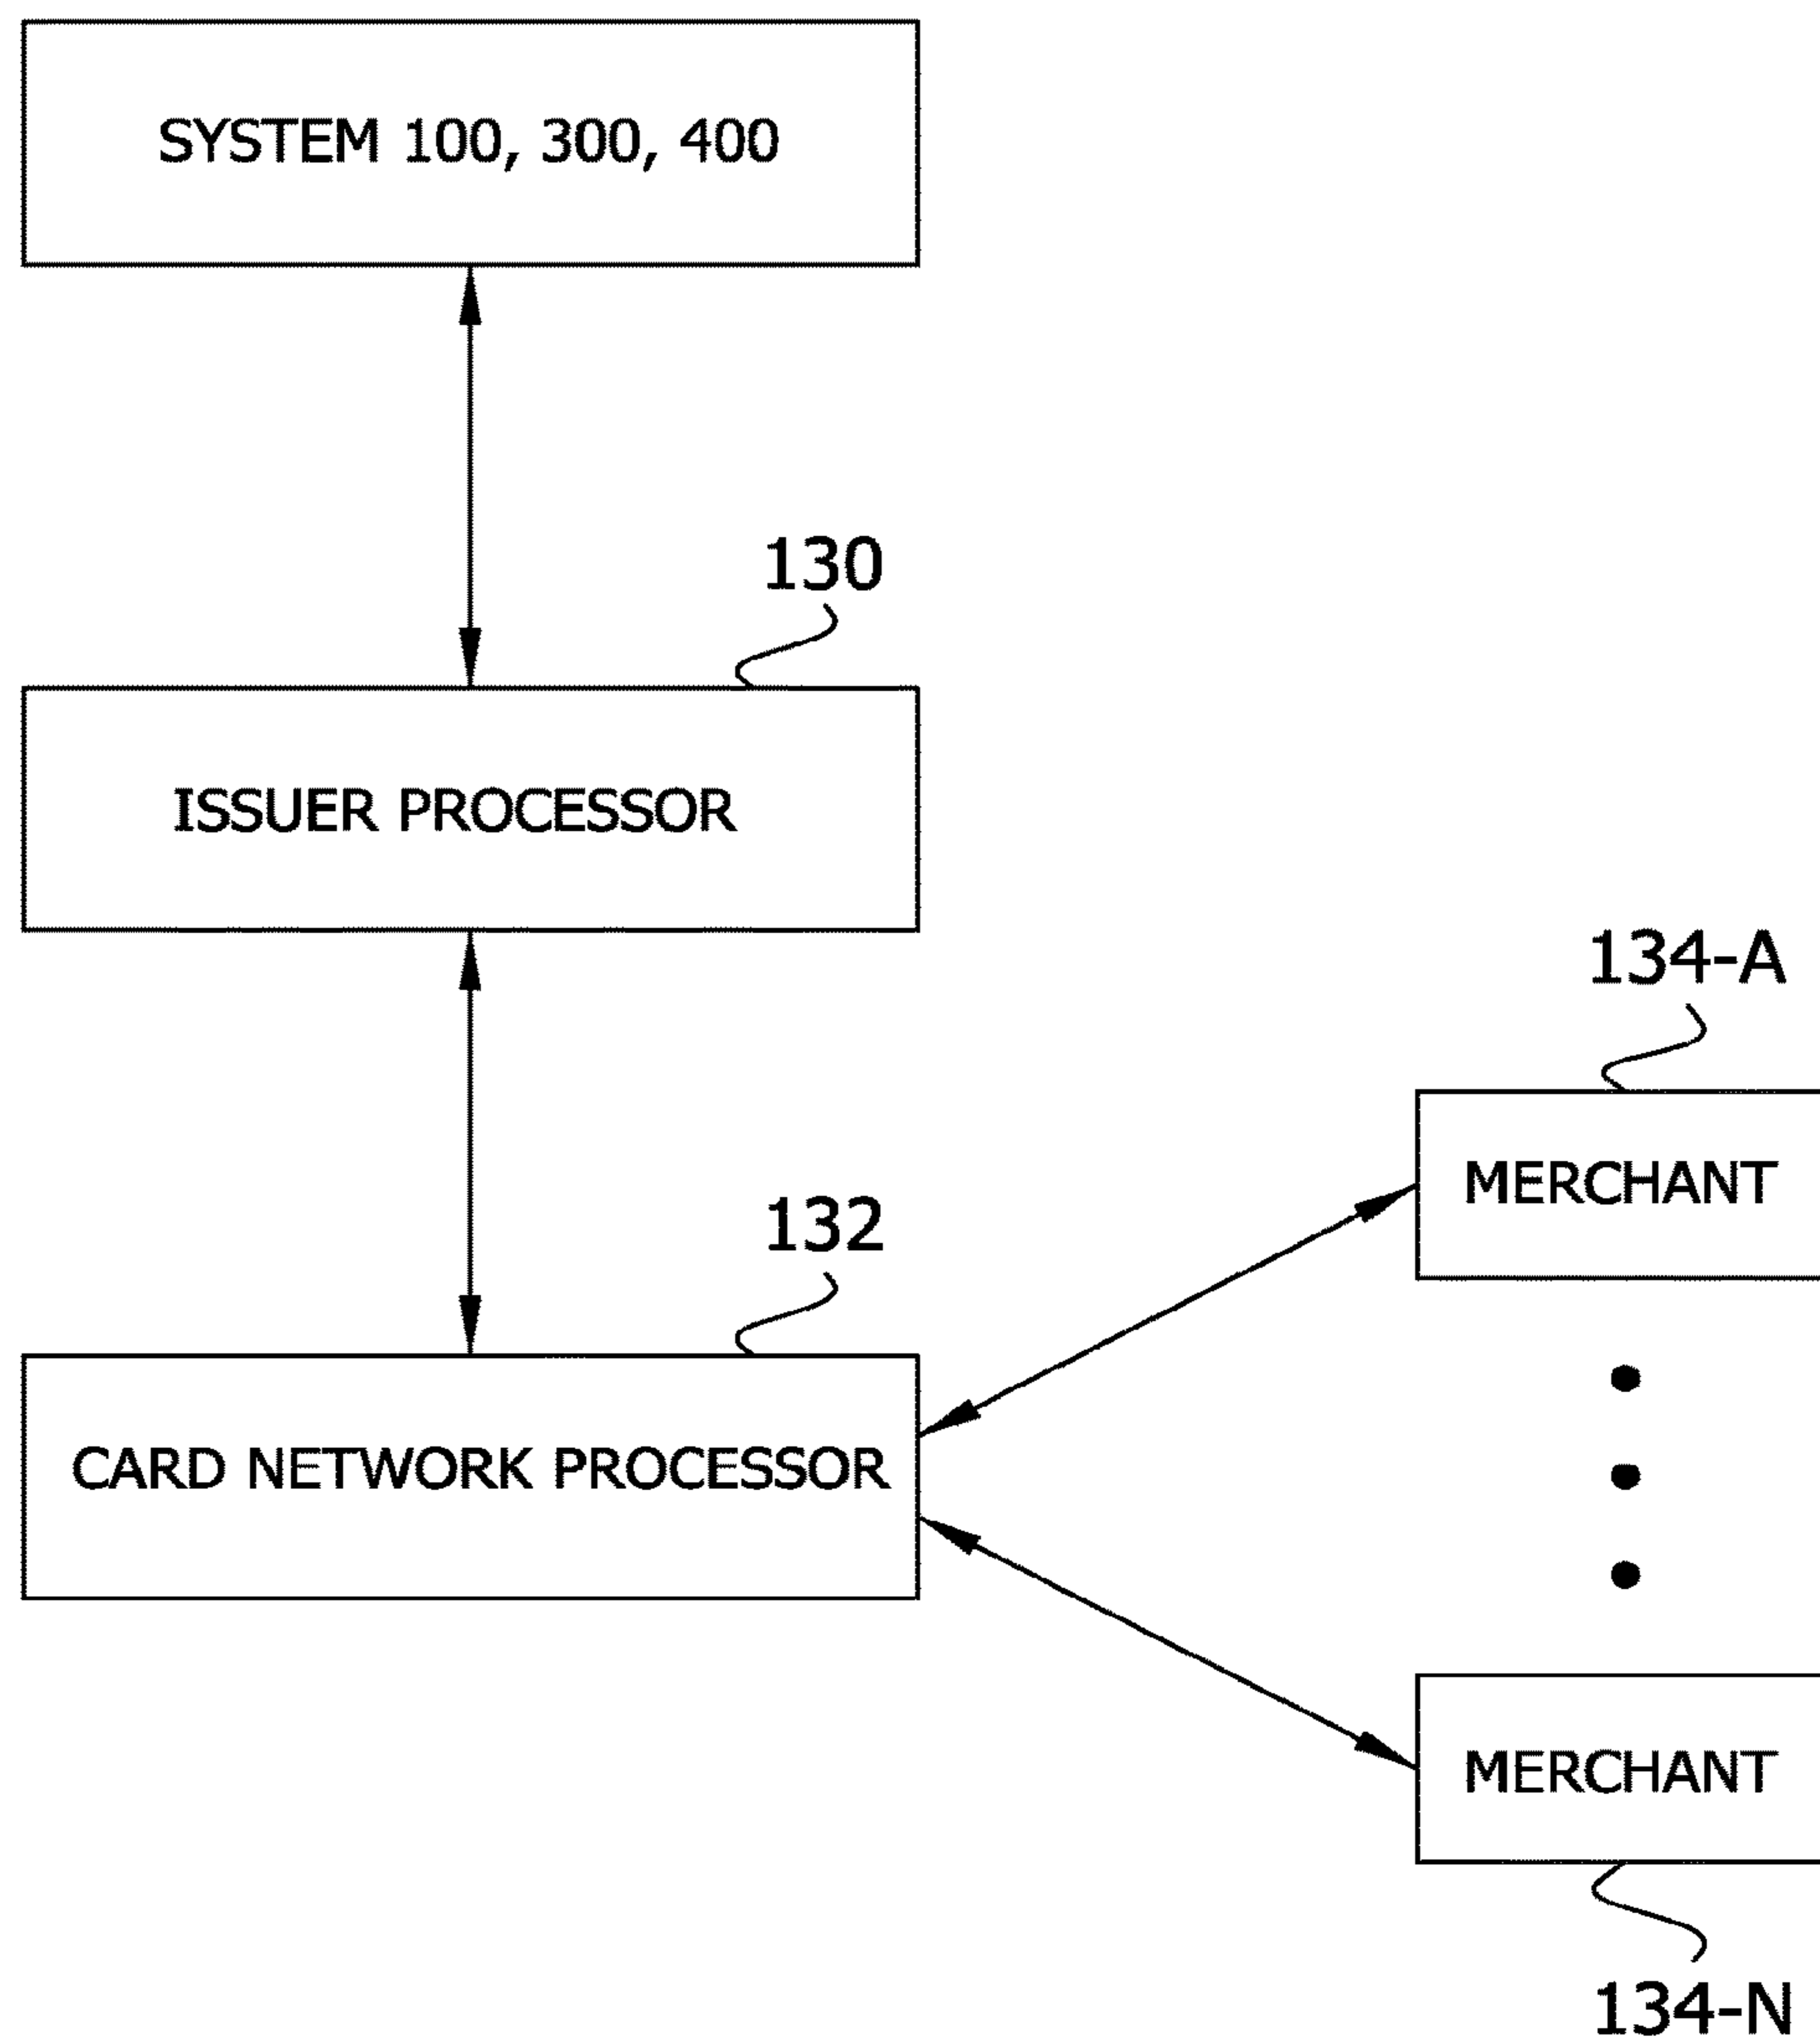 SYSTEM 100, 300, 400
130
ISSUER PROCESSOR
134-A
MERCHANT
132
CARD NETWORK PROCESSOR
MERCHANT
134-N